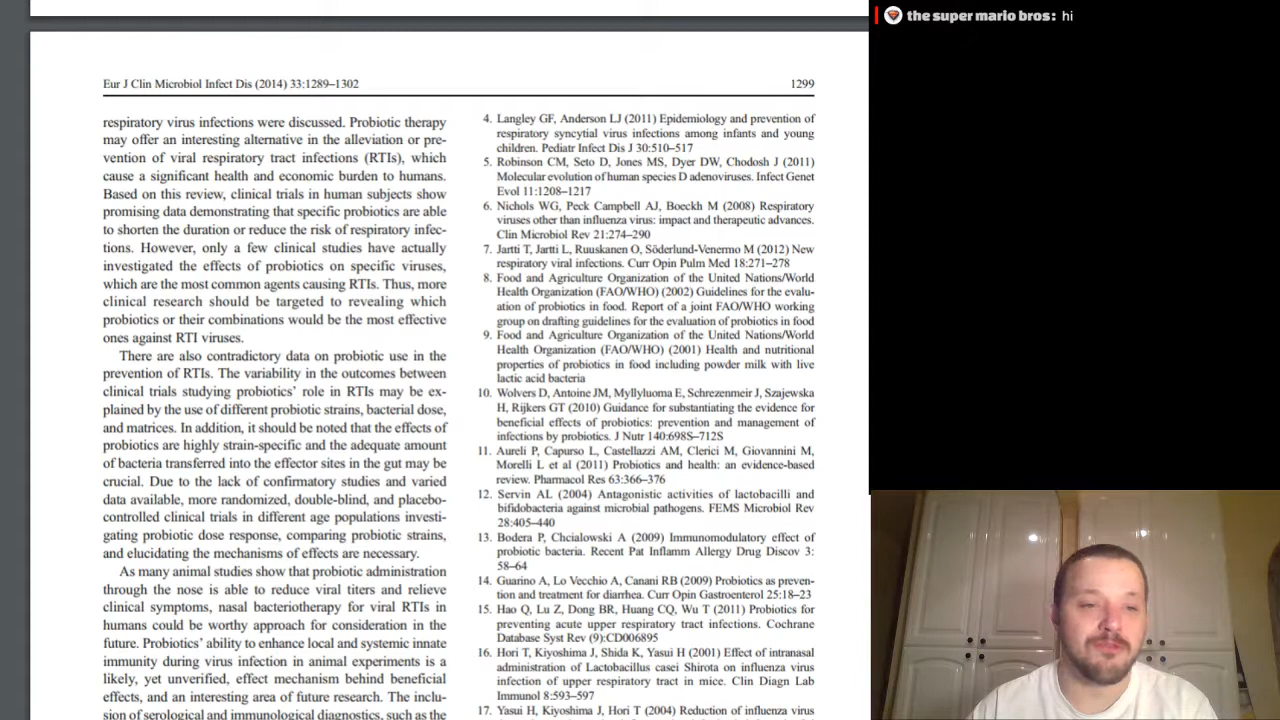 the super mario bros: hi
Eur J Clin Microbiol Infect Dis (2014) 33:1289–1302
1299
respiratory virus infections were discussed. Probiotic therapy
may offer an interesting alternative in the alleviation or pre-
vention of viral respiratory tract infections (RTIs), which
cause a significant health and economic burden to humans.
Based on this review, clinical trials in human subjects show
promising data demonstrating that specific probiotics are able
to shorten the duration or reduce the risk of respiratory infec-
tions. However, only a few clinical studies have actually
investigated the effects of probiotics on specific viruses,
which are the most common agents causing RTIs. Thus, more
clinical research should be targeted to revealing which
probiotics or their combinations would be the most effective
ones against RTI viruses.
There are also contradictory data on probiotic use in the
prevention of RTIs. The variability in the outcomes between
clinical trials studying probiotics' role in RTIs may be ex-
plained by the use of different probiotic strains, bacterial dose,
and matrices. In addition, it should be noted that the effects of
probiotics are highly strain-specific and the adequate amount
of bacteria transferred into the effector sites in the gut may be
crucial. Due to the lack of confirmatory studies and varied
data available, more randomized, double-blind, and placebo-
controlled clinical trials in different age populations investi-
gating probiotic dose response, comparing probiotic strains,
and elucidating the mechanisms of effects are necessary.
As many animal studies show that probiotic administration
through the nose is able to reduce viral titers and relieve
clinical symptoms, nasal bacteriotherapy for viral RTIs in
humans could be worthy approach for consideration in the
future. Probiotics' ability to enhance local and systemic innate
immunity during virus infection in animal experiments is a
likely, yet unverified, effect mechanism behind beneficial
effects, and an interesting area of future research. The inclu-
sion of serological and immunological diagnostics, such as the
4. Langley GF, Anderson LJ (2011) Epidemiology and prevention of
respiratory syncytial virus infections among infants and young
children. Pediatr Infect Dis J 30:510–517
5. Robinson CM, Seto D, Jones MS, Dyer DW, Chodosh J (2011)
Molecular evolution of human species D adenoviruses. Infect Genet
Evol 11:1208–1217
6. Nichols WG, Peck Campbell AJ, Boeckh M (2008) Respiratory
viruses other than influenza virus: impact and therapeutic advances.
Clin Microbiol Rev 21:274–290
7. Jartti T, Jartti L, Ruuskanen O, Söderlund-Venermo M (2012) New
respiratory viral infections. Curr Opin Pulm Med 18:271–278
8. Food and Agriculture Organization of the United Nations/World
Health Organization (FAO/WHO) (2002) Guidelines for the evalu-
ation of probiotics in food. Report of a joint FAO/WHO working
group on drafting guidelines for the evaluation of probiotics in food
9. Food and Agriculture Organization of the United Nations/World
Health Organization (FAO/WHO) (2001) Health and nutritional
properties of probiotics in food including powder milk with live
lactic acid bacteria
10. Wolvers D, Antoine JM, Myllyluoma E, Schrezenmeir J, Szajewska
H, Rijkers GT (2010) Guidance for substantiating the evidence for
beneficial effects of probiotics: prevention and management of
infections by probiotics. J Nutr 140:698S–712S
11. Aureli P, Capurso L, Castellazzi AM, Clerici M, Giovannini M,
Morelli L et al (2011) Probiotics and health: an evidence-based
review. Pharmacol Res 63:366–376
12. Servin AL (2004) Antagonistic activities of lactobacilli and
bifidobacteria against microbial pathogens. FEMS Microbiol Rev
28:405–440
13. Bodera P, Chcialowski A (2009) Immunomodulatory effect of
probiotic bacteria. Recent Pat Inflamm Allergy Drug Discov 3:
58–64
14. Guarino A, Lo Vecchio A, Canani RB (2009) Probiotics as preven-
tion and treatment for diarrhea. Curr Opin Gastroenterol 25:18–23
15. Hao Q, Lu Z, Dong BR, Huang CQ, Wu T (2011) Probiotics for
preventing acute upper respiratory tract infections. Cochrane
Database Syst Rev (9):CD006895
16. Hori T, Kiyoshima J, Shida K, Yasui H (2001) Effect of intranasal
administration of Lactobacillus casei Shirota on influenza virus
infection of upper respiratory tract in mice. Clin Diagn Lab
Immunol 8:593–597
17. Yasui H, Kiyoshima J, Hori T (2004) Reduction of influenza virus